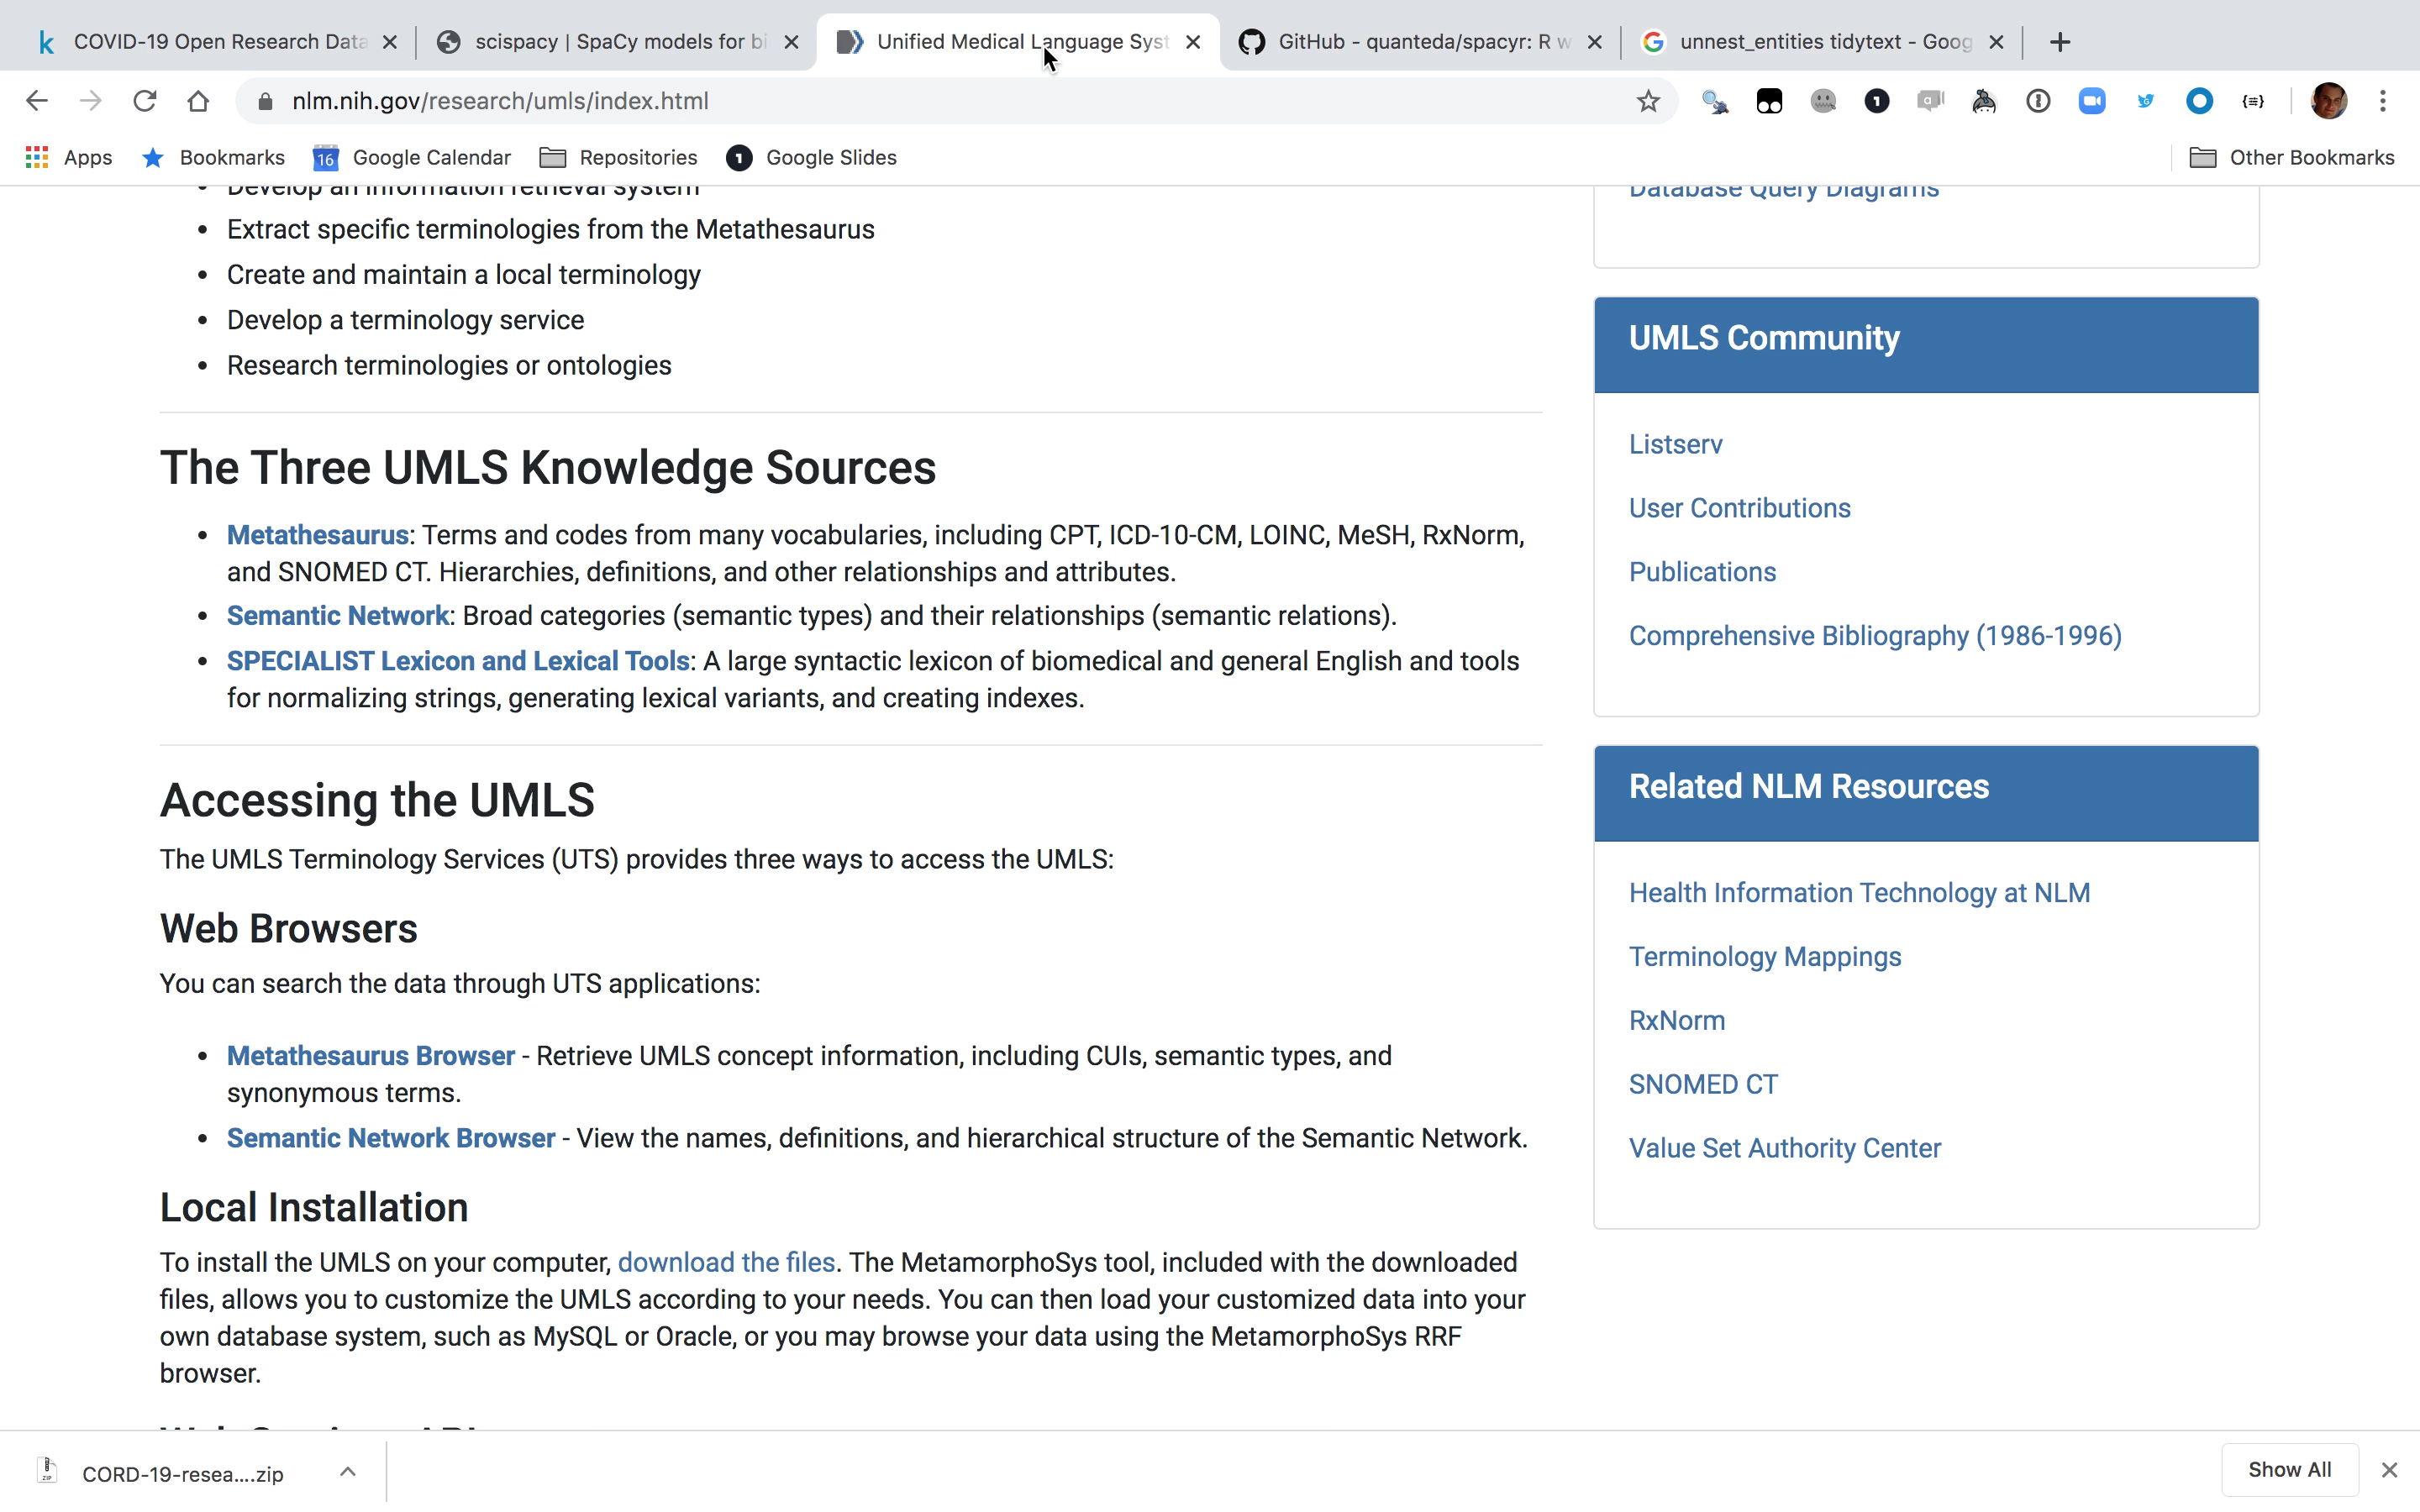 COVID-19 Open Research Data
scispacy | SpaCy models for bi
Unified Medical Language Syst
GitHub - quanteda/spacyr: R w
unnest_entities tidytext - Goog
nlm.nih.gov/research/umls/index.html
Apps
Bookmarks
16
Google Calendar
Repositories
Google Slides
Other Bookmarks
Develop an information retrieval system
Extract specific terminologies from the Metathesaurus
Create and maintain a local terminology
Develop a terminology service
Research terminologies or ontologies
The Three UMLS Knowledge Sources
Metathesaurus: Terms and codes from many vocabularies, including CPT, ICD-10-CM, LOINC, MeSH, RxNorm,
and SNOMED CT. Hierarchies, definitions, and other relationships and attributes.
Semantic Network: Broad categories (semantic types) and their relationships (semantic relations).
SPECIALIST Lexicon and Lexical Tools: A large syntactic lexicon of biomedical and general English and tools
for normalizing strings, generating lexical variants, and creating indexes.
Accessing the UMLS
The UMLS Terminology Services (UTS) provides three ways to access the UMLS:
Web Browsers
You can search the data through UTS applications:
Metathesaurus Browser - Retrieve UMLS concept information, including CUIs, semantic types, and
synonymous terms.
Semantic Network Browser - View the names, definitions, and hierarchical structure of the Semantic Network.
Local Installation
To install the UMLS on your computer, download the files. The MetamorphoSys tool, included with the downloaded
files, allows you to customize the UMLS according to your needs. You can then load your customized data into your
own database system, such as MySQL or Oracle, or you may browse your data using the MetamorphoSys RRF
browser.
Database Query Diagrams
UMLS Community
Listserv
User Contributions
Publications
Comprehensive Bibliography (1986-1996)
Related NLM Resources
Health Information Technology at NLM
Terminology Mappings
RxNorm
SNOMED CT
Value Set Authority Center
CORD-19-resea....zip
Show All